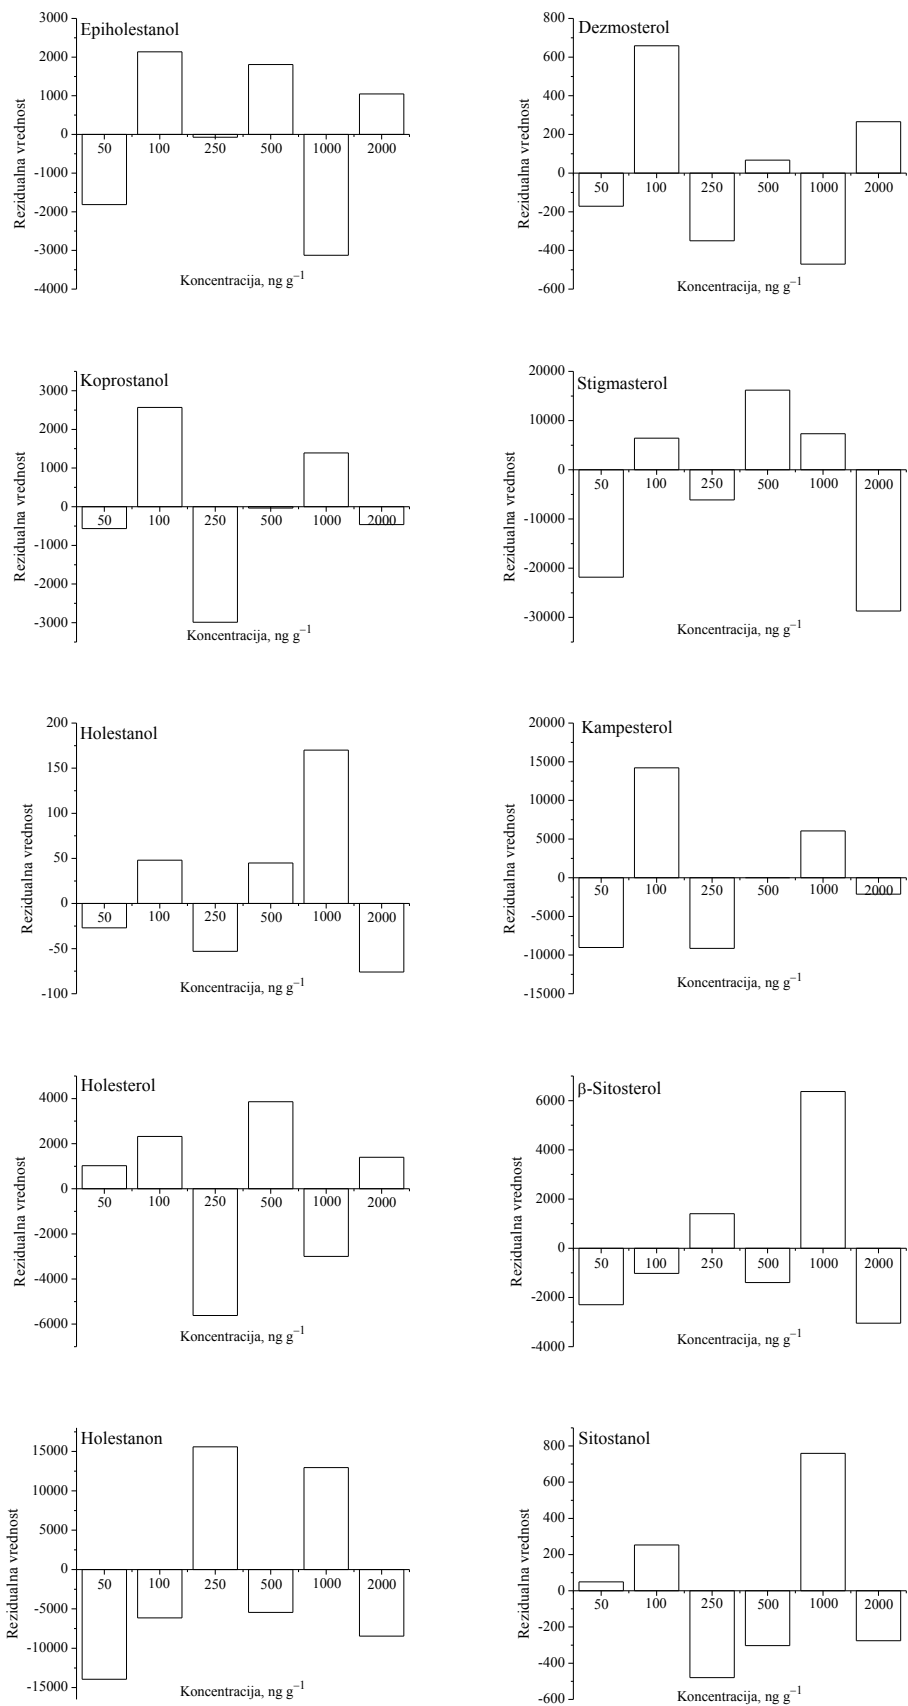 Epiholestanol
Rezidualna vrednost
3000
2000
1000
0
-1000
-2000
-3000
-4000
50 100 250 500 1000 2000
Koncentracija, ng g⁻¹
Dezmosterol
Rezidualna vrednost
800
600
400
200
0
-200
-400
-600
50 100 250 500 1000 2000
Koncentracija, ng g⁻¹
Koprostanol
Rezidualna vrednost
3000
2000
1000
0
-1000
-2000
-3000
50 100 250 500 1000 2000
Koncentracija, ng g⁻¹
Stigmasterol
Rezidualna vrednost
20000
10000
0
-10000
-20000
-30000
50 100 250 500 1000 2000
Koncentracija, ng g⁻¹
Holestanol
Rezidualna vrednost
200
150
100
50
0
-50
-100
50 100 250 500 1000 2000
Koncentracija, ng g⁻¹
Kampesterol
Rezidualna vrednost
20000
15000
10000
5000
0
-5000
-10000
-15000
50 100 250 500 1000 2000
Koncentracija, ng g⁻¹
Holesterol
Rezidualna vrednost
4000
2000
0
-2000
-4000
-6000
50 100 250 500 1000 2000
Koncentracija, ng g⁻¹
β-Sitosterol
Rezidualna vrednost
6000
4000
2000
0
-2000
-4000
50 100 250 500 1000 2000
Koncentracija, ng g⁻¹
Holestanon
Rezidualna vrednost
15000
10000
5000
0
-5000
-10000
-15000
50 100 250 500 1000 2000
Koncentracija, ng g⁻¹
Sitostanol
Rezidualna vrednost
800
600
400
200
0
-200
-400
-600
50 100 250 500 1000 2000
Koncentracija, ng g⁻¹